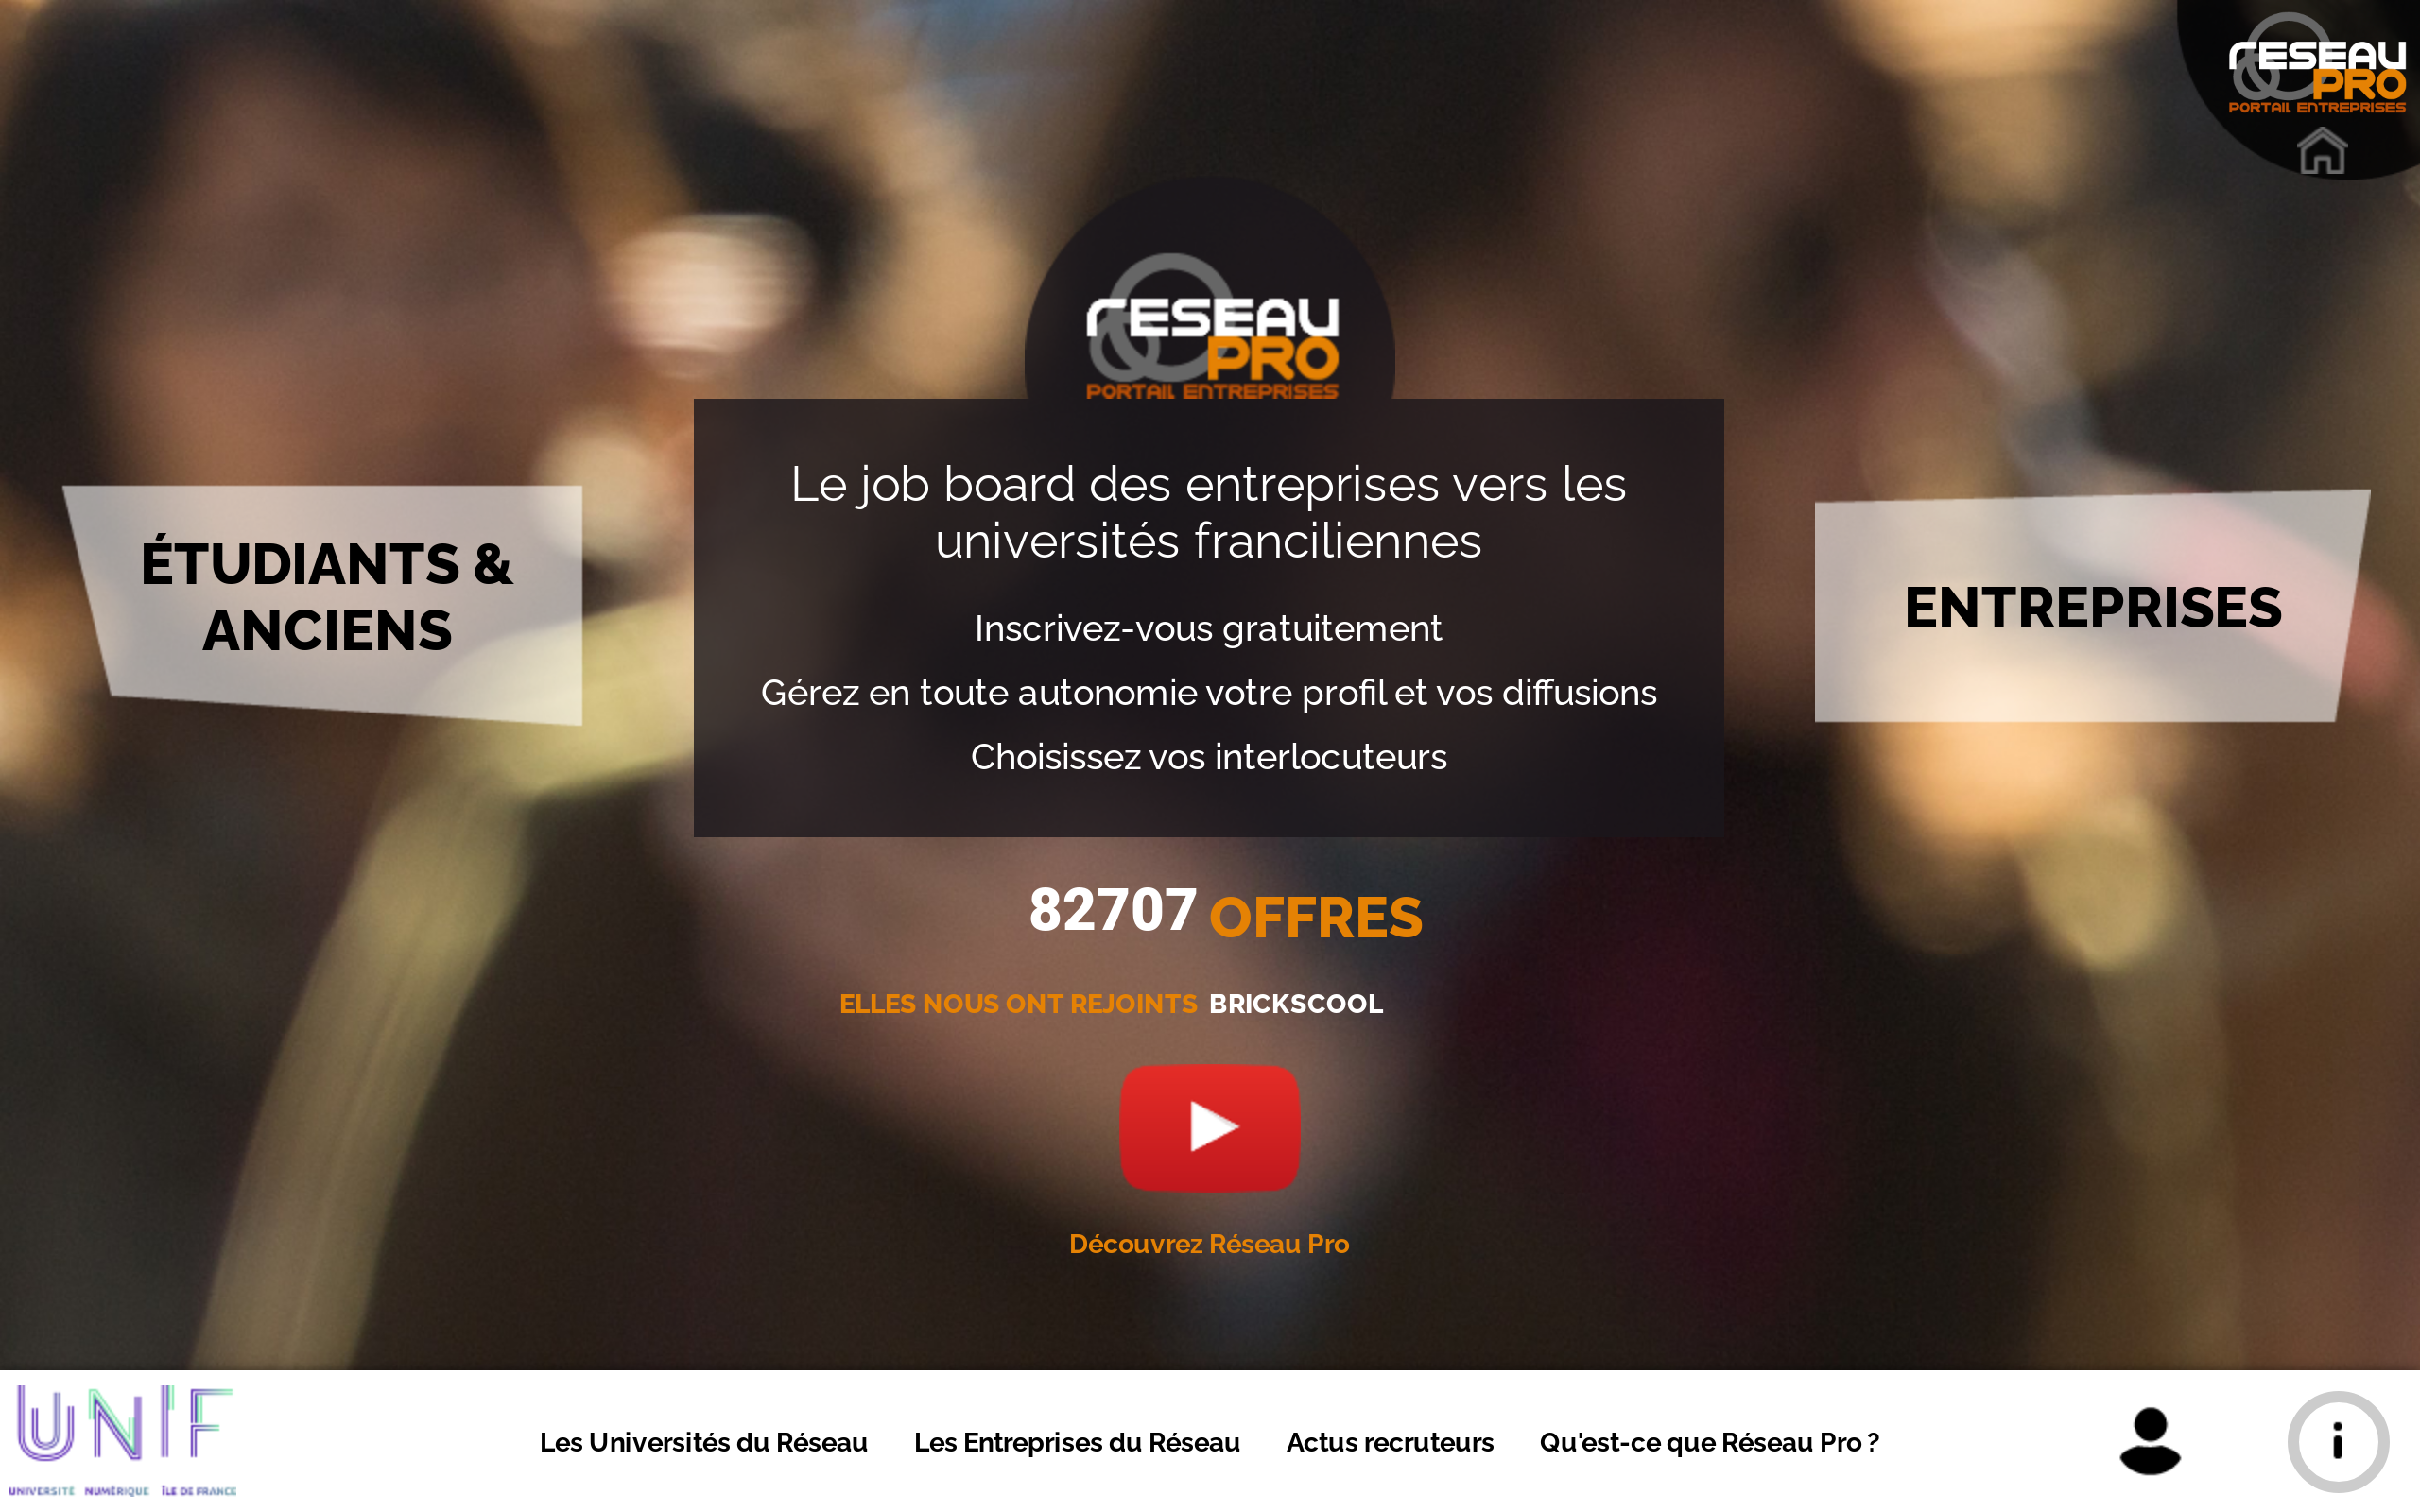 RESEAU
PRO
PORTAIL ENTREPRISES
RESEAU
PRO
PORTAIL ENTREPRISES
Le job board des entreprises vers les
universités franciliennes
Inscrivez-vous gratuitement
Gérez en toute autonomie votre profil et vos diffusions
Choisissez vos interlocuteurs
ÉTUDIANTS &
ANCIENS
ENTREPRISES
82707 OFFRES
ELLES NOUS ONT REJOINTS BRICKSCOOL
Découvrez Réseau Pro
UNIF
UNIVERSITÉ NUMÉRIQUE ÎLE DE FRANCE
Les Universités du Réseau Les Entreprises du Réseau Actus recruteurs Qu'est-ce que Réseau Pro ?